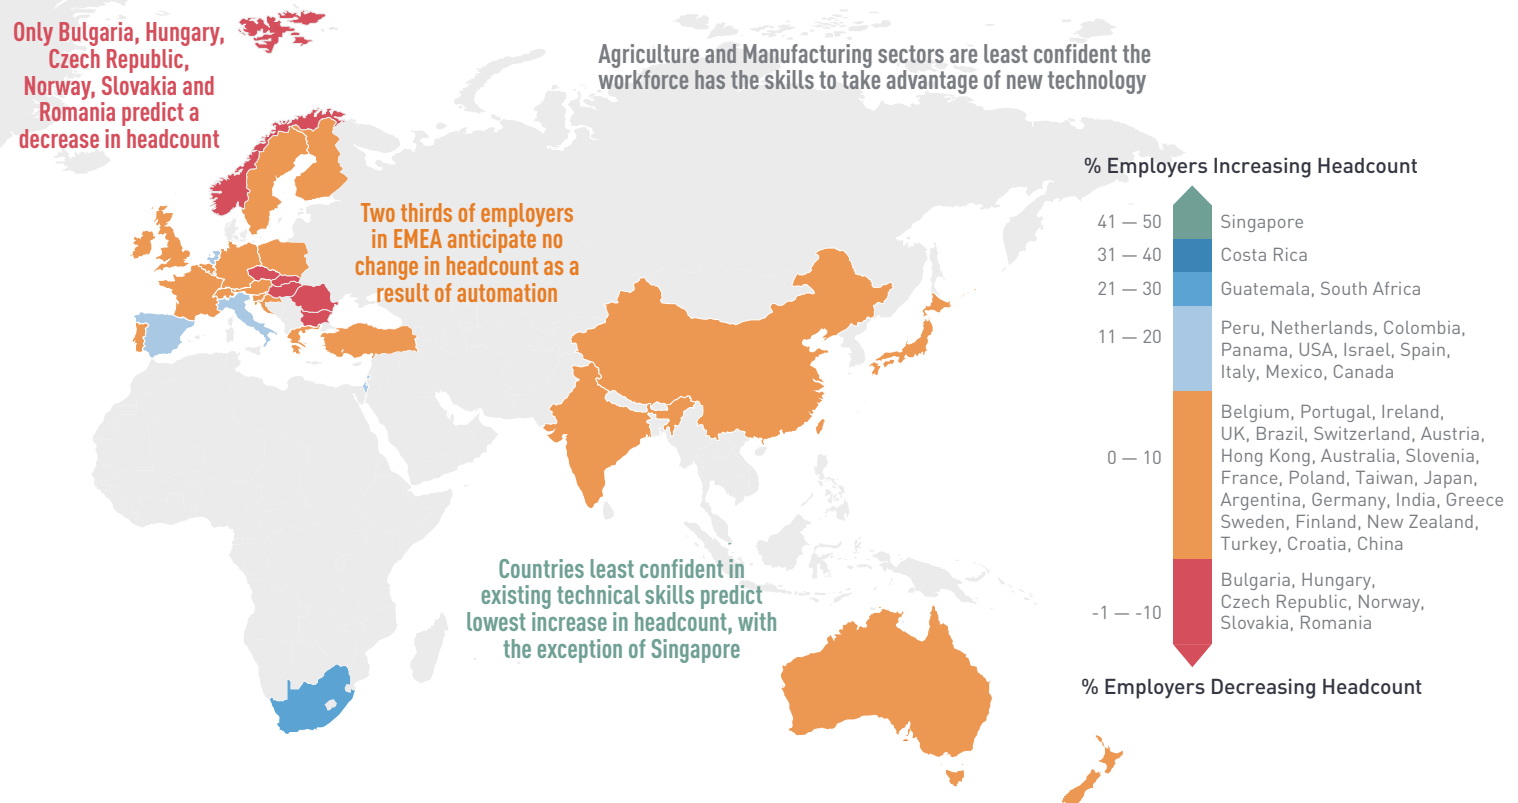 Only Bulgaria, Hungary,
Czech Republic,
Norway, Slovakia and
Romania predict a
decrease in headcount
Agriculture and Manufacturing sectors are least confident the
workforce has the skills to take advantage of new technology
Two thirds of employers
in EMEA anticipate no
change in headcount as a
result of automation
Countries least confident in
existing technical skills predict
lowest increase in headcount, with
the exception of Singapore
% Employers Increasing Headcount
41 — 50 Singapore
31 — 40 Costa Rica
21 — 30 Guatemala, South Africa
11 — 20
Peru, Netherlands, Colombia,
Panama, USA, Israel, Spain,
Italy, Mexico, Canada
0 — 10
Belgium, Portugal, Ireland,
UK, Brazil, Switzerland, Austria,
Hong Kong, Australia, Slovenia,
France, Poland, Taiwan, Japan,
Argentina, Germany, India, Greece
Sweden, Finland, New Zealand,
Turkey, Croatia, China
-1 — -10
Bulgaria, Hungary,
Czech Republic, Norway,
Slovakia, Romania
% Employers Decreasing Headcount